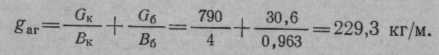 g_аг = G_к / B_к + G_б / B_б = 790 / 4 + 30,6 / 0,963 = 229,3 кг/м.